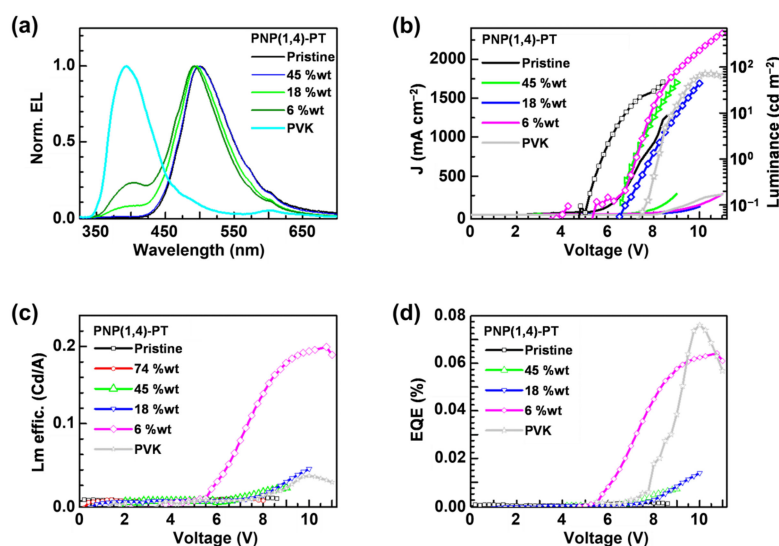 (a)
PNP(1,4)-PT
Pristine
45 %wt
18 %wt
6 %wt
PVK
Norm. EL
1.0
0.5
0.0
350
450
550
650
Wavelength (nm)
(b)
PNP(1,4)-PT
Pristine
45 %wt
18 %wt
6 %wt
PVK
J (mA cm⁻²)
2000
1750
1500
1250
1000
750
500
250
0
0
2
4
6
8
10
Voltage (V)
10²
10¹
10⁰
10⁻¹
Luminance (cd m⁻²)
(c)
PNP(1,4)-PT
Pristine
74 %wt
45 %wt
18 %wt
6 %wt
PVK
Lm effic. (Cd/A)
0.2
0.1
0.0
0
2
4
6
8
10
Voltage (V)
(d)
PNP(1,4)-PT
Pristine
45 %wt
18 %wt
6 %wt
PVK
EQE (%)
0.08
0.06
0.04
0.02
0.00
0
2
4
6
8
10
Voltage (V)